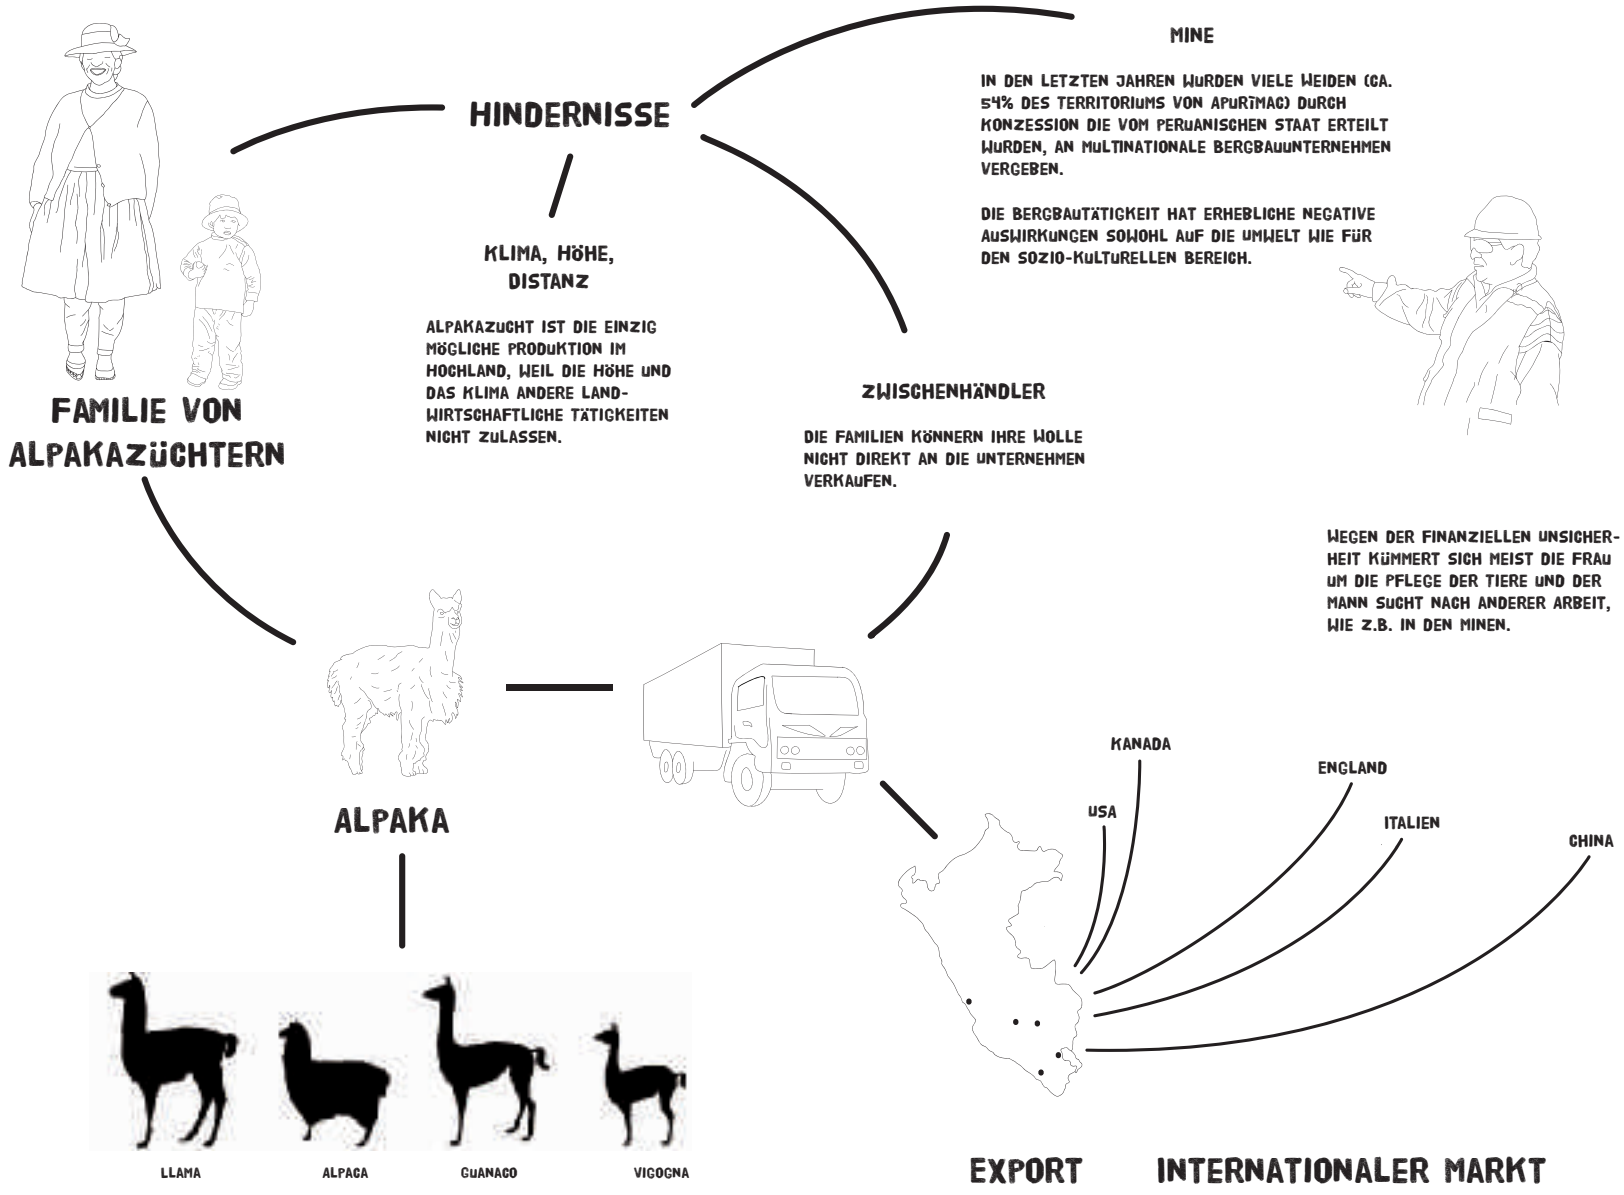 MINE
IN DEN LETZTEN JAHREN WURDEN VIELE WEIDEN (CA.
54% DES TERRITORIUMS VON APURÍMAC) DURCH
KONZESSION DIE VOM PERUANISCHEN STAAT ERTEILT
WURDEN, AN MULTINATIONALE BERGBAUUNTERNEHMEN
VERGEBEN.
DIE BERGBAUTÄTIGKEIT HAT ERHEBLICHE NEGATIVE
AUSWIRKUNGEN SOWOHL AUF DIE UMWELT WIE FÜR
DEN SOZIO-KULTURELLEN BEREICH.
HINDERNISSE
KLIMA, HÖHE,
DISTANZ
ALPAKAZUCHT IST DIE EINZIG
MÖGLICHE PRODUKTION IM
HOCHLAND, WEIL DIE HÖHE UND
DAS KLIMA ANDERE LAND-
WIRTSCHAFTLICHE TÄTIGKEITEN
NICHT ZULASSEN.
ZWISCHENHÄNDLER
DIE FAMILIEN KÖNNERN IHRE WOLLE
NICHT DIREKT AN DIE UNTERNEHMEN
VERKAUFEN.
FAMILIE VON
ALPAKAZÜCHTERN
WEGEN DER FINANZIELLEN UNSICHER-
HEIT KÜMMERT SICH MEIST DIE FRAU
UM DIE PFLEGE DER TIERE UND DER
MANN SUCHT NACH ANDERER ARBEIT,
WIE Z.B. IN DEN MINEN.
ALPAKA
KANADA
USA
ENGLAND
ITALIEN
CHINA
LLAMA
ALPACA
GUANACO
VIGOGNA
EXPORT
INTERNATIONALER MARKT